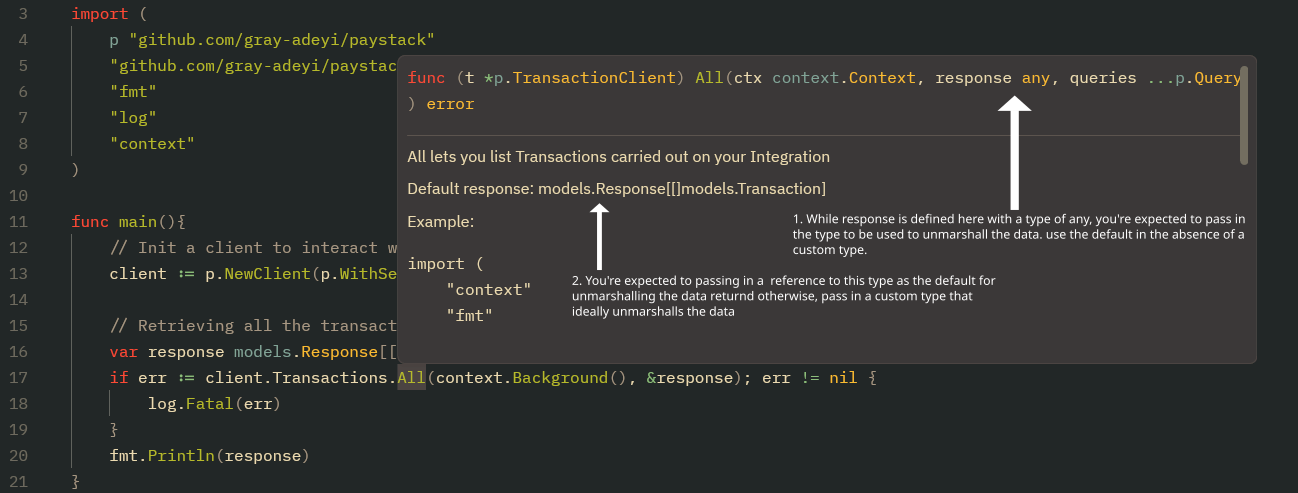 3 import (
4 p "github.com/gray-adeyi/paystack"
5 "github.com/gray-adeyi/paystac
6 "fmt"
7 "log"
8 "context"
9 )
10
11 func main(){
12 // Init a client to interact w
13 client := p.NewClient(p.WithSe
14
15 // Retrieving all the transact
16 var response models.Response[[
17 if err := client.Transactions.All(context.Background(), &response); err != nil {
18 log.Fatal(err)
19 }
20 fmt.Println(response)
21 }
func (t *p.TransactionClient) All(ctx context.Context, response any, queries ...p.Query
) error
All lets you list Transactions carried out on your Integration
Default response: models.Response[[]models.Transaction]
Example:
import (
"context"
"fmt"
1. While response is defined here with a type of any, you're expected to pass in
the type to be used to unmarshall the data. use the default in the absence of a
custom type.
2. You're expected to passing in a reference to this type as the default for
unmarshalling the data returnd otherwise, pass in a custom type that
ideally unmarshalls the data